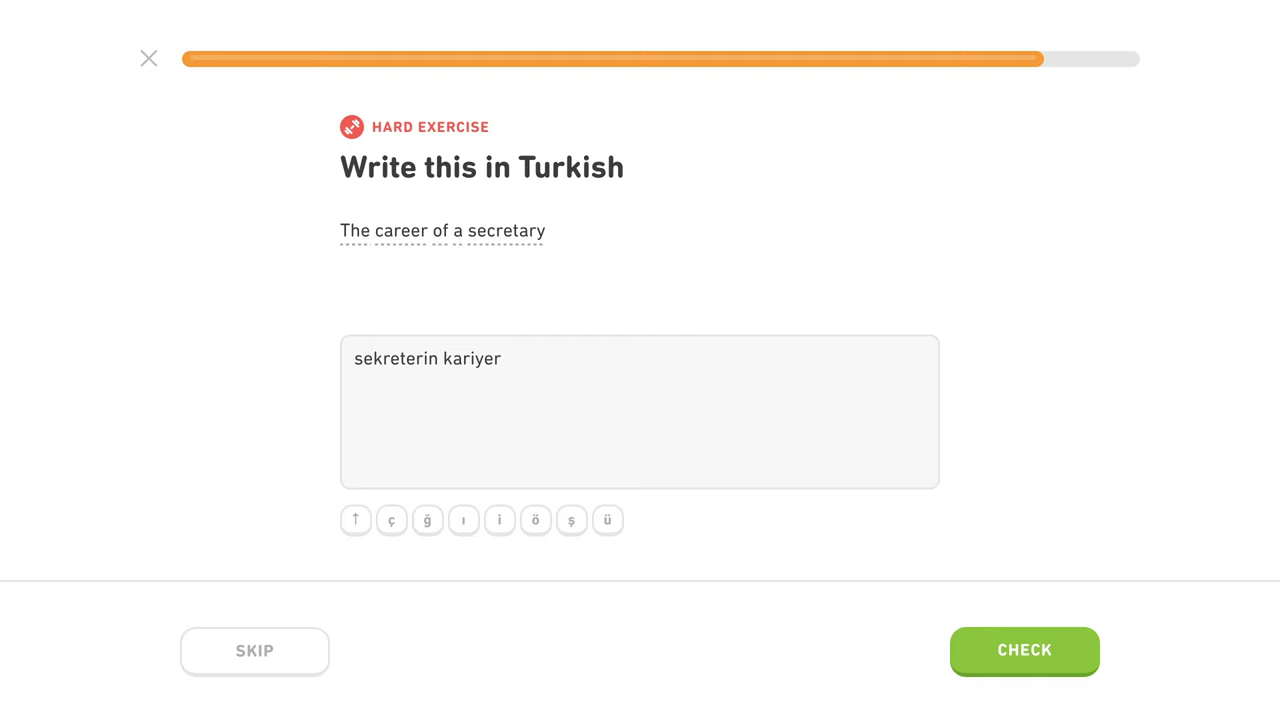 HARD EXERCISE
Write this in Turkish
The career of a secretary
sekreterin kariyer
↑ ç ğ ı i ö ş ü
SKIP
CHECK